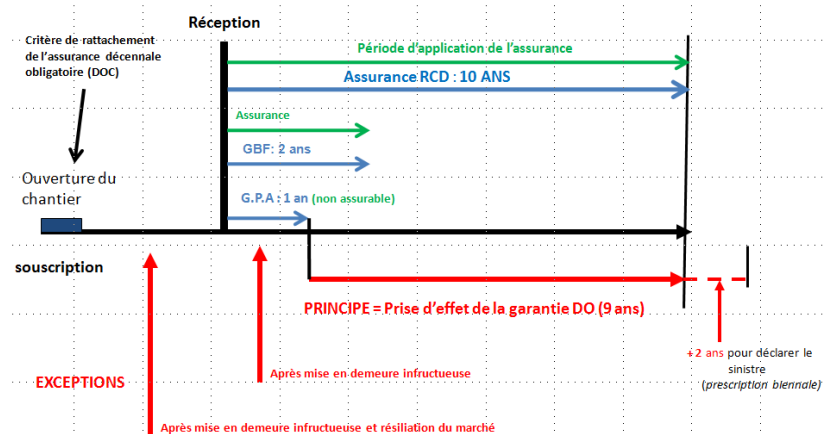 Réception
Critère de rattachement
de l'assurance décennale
obligatoire (DOC)
Période d'application de l'assurance
Assurance RCD : 10 ANS
Assurance
GBF: 2 ans
Ouverture du
chantier
G.P.A : 1 an (non assurable)
souscription
PRINCIPE = Prise d'effet de la garantie DO (9 ans)
+ 2 ans pour déclarer le
sinistre
(prescription biennale)
EXCEPTIONS
Après mise en demeure infructueuse
Après mise en demeure infructueuse et résiliation du marché